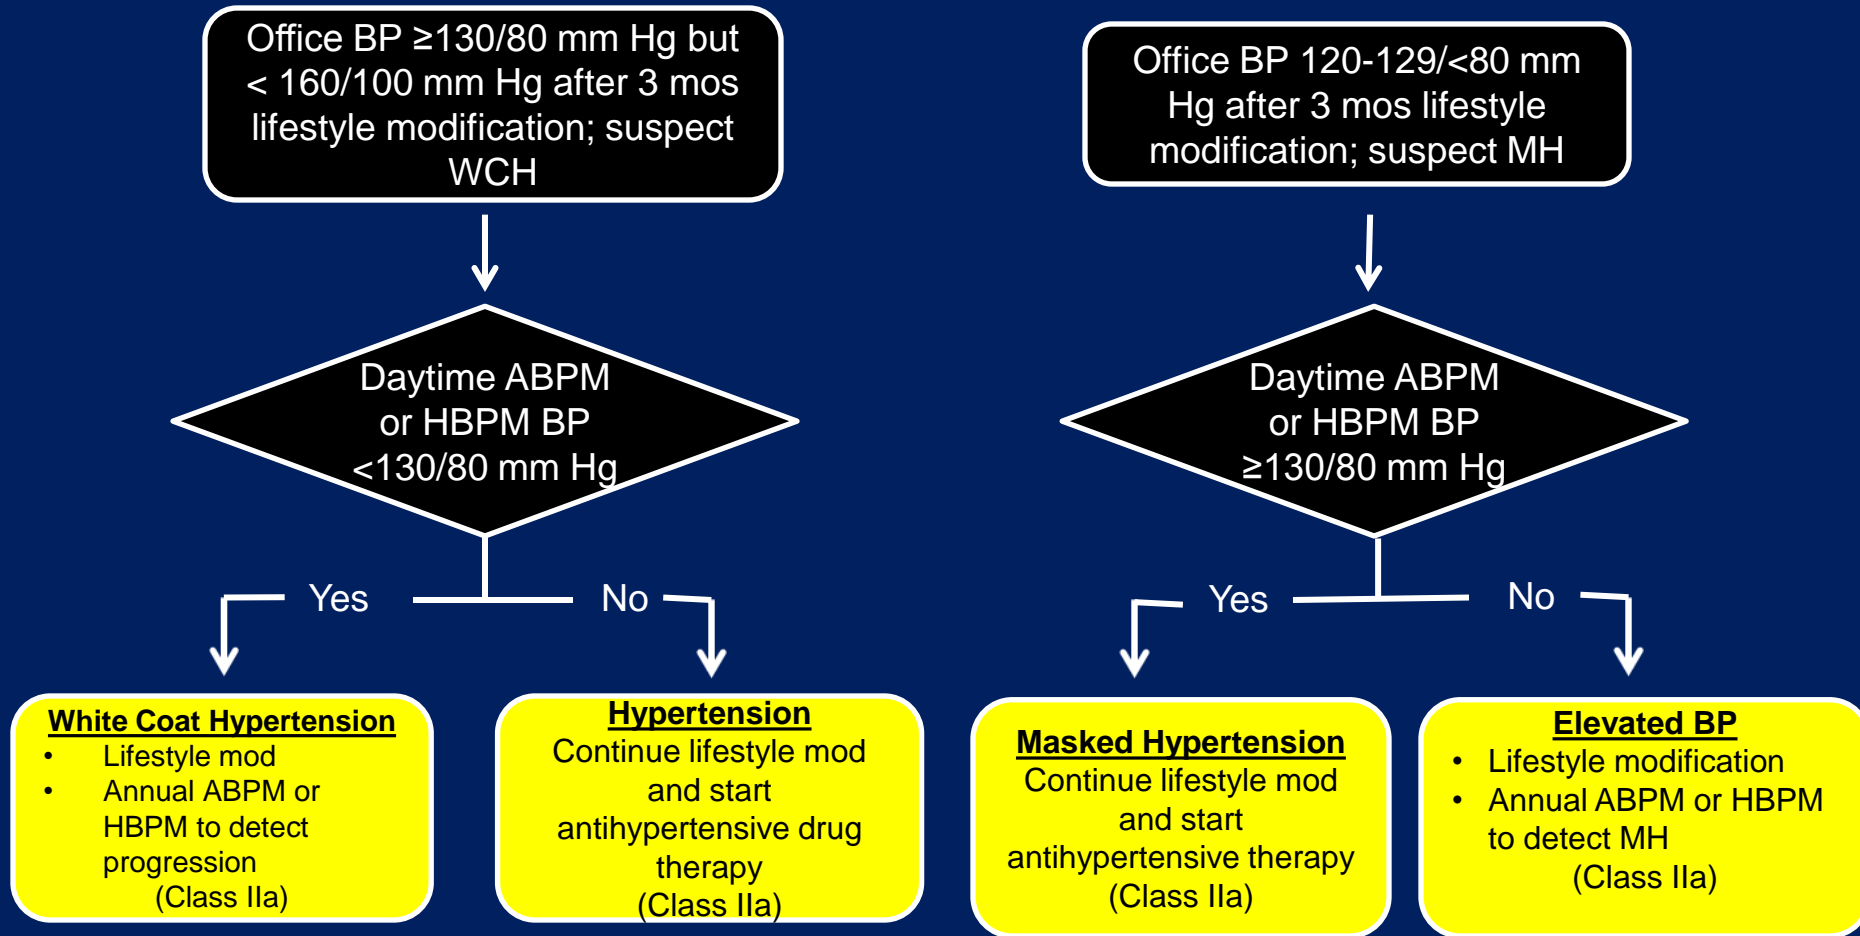 Office BP ≥130/80 mm Hg but
< 160/100 mm Hg after 3 mos
lifestyle modification; suspect
WCH
Office BP 120-129/<80 mm
Hg after 3 mos lifestyle
modification; suspect MH
Daytime ABPM
or HBPM BP
<130/80 mm Hg
Daytime ABPM
or HBPM BP
≥130/80 mm Hg
Yes
No
Yes
No
White Coat Hypertension
• Lifestyle mod
• Annual ABPM or
HBPM to detect
progression
(Class IIa)
Hypertension
Continue lifestyle mod
and start
antihypertensive drug
therapy
(Class IIa)
Masked Hypertension
Continue lifestyle mod
and start
antihypertensive therapy
(Class IIa)
Elevated BP
• Lifestyle modification
• Annual ABPM or HBPM
to detect MH
(Class IIa)